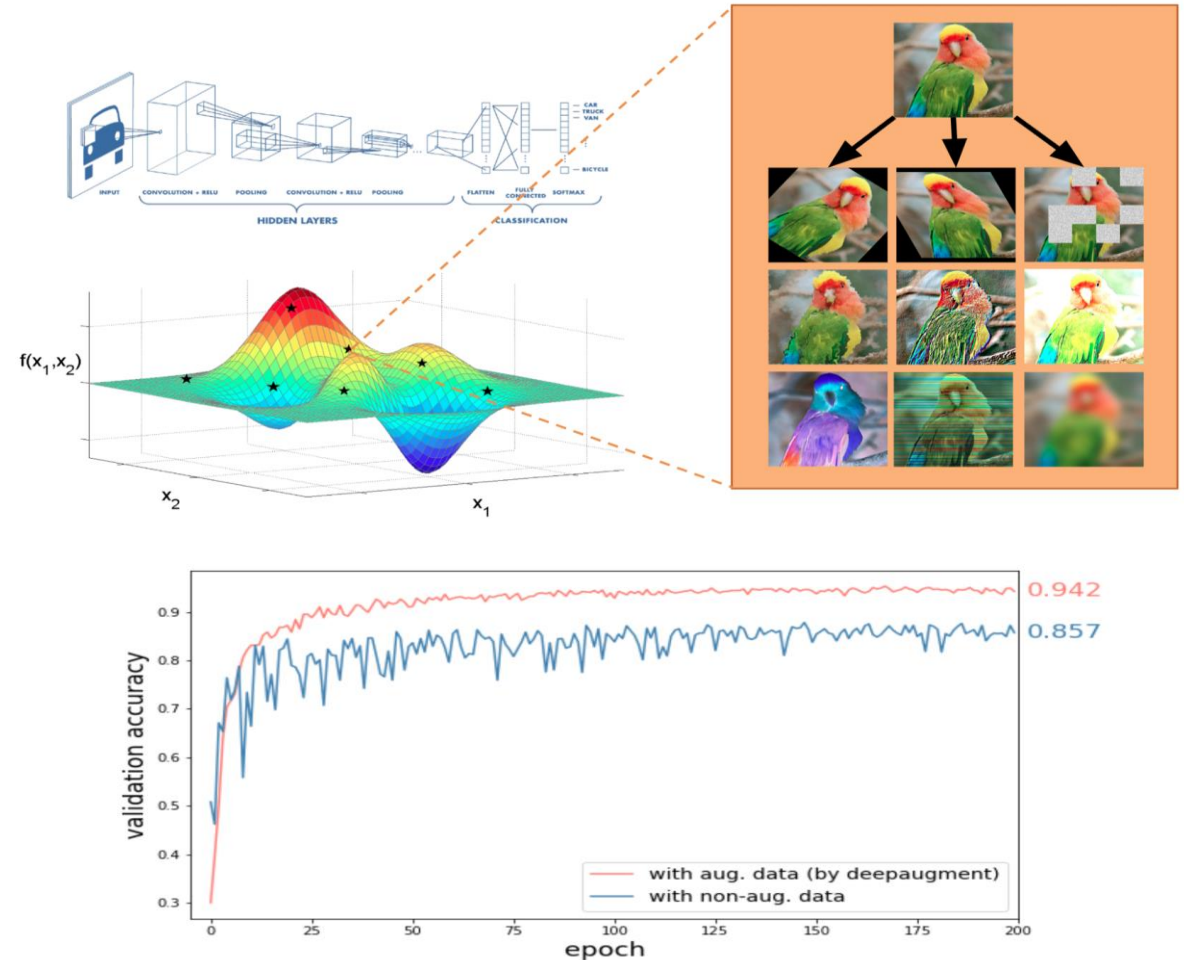 CAR
TRUCK
VAN
BICYCLE
INPUT
CONVOLUTION + RELU
POOLING
CONVOLUTION + RELU
POOLING
FLATTEN
FULLY
CONNECTED
SOFTMAX
HIDDEN LAYERS
CLASSIFICATION
f(x₁,x₂)
x₂
x₁
0.942
0.857
0.9
0.8
0.7
0.6
0.5
0.4
0.3
validation accuracy
with aug. data (by deepaugment)
with non-aug. data
0 25 50 75 100 125 150 175 200
epoch